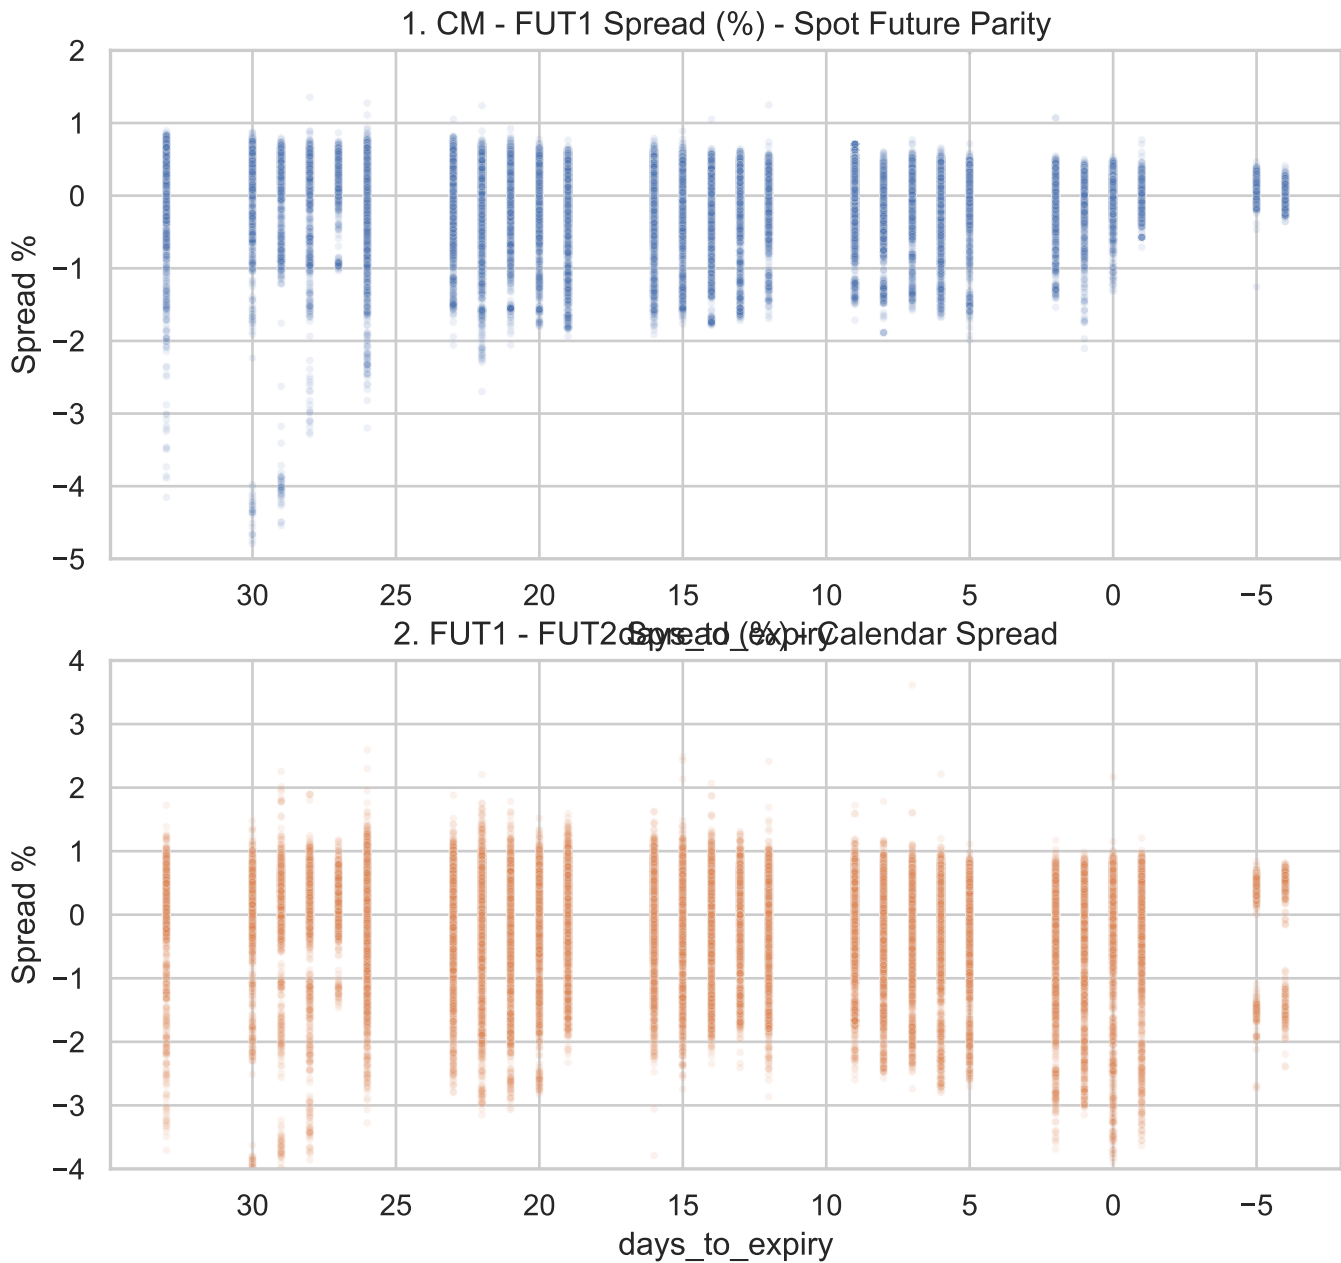 1. CM - FUT1 Spread (%) - Spot Future Parity
2
1
0
−1
−2
−3
−4
−5
Spread %
30 25 20 15 10 5 0 −5
days_to_expiry
2. FUT1 - FUT2 Spread (%) - Calendar Spread
4
3
2
1
0
−1
−2
−3
−4
Spread %
30 25 20 15 10 5 0 −5
days_to_expiry